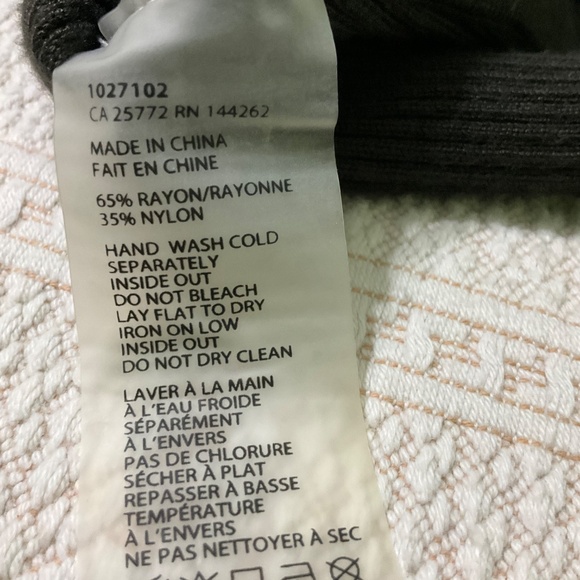 1027102
CA 25772 RN 144262
MADE IN CHINA
FAIT EN CHINE
65% RAYON/RAYONNE
35% NYLON
HAND WASH COLD
SEPARATELY
INSIDE OUT
DO NOT BLEACH
LAY FLAT TO DRY
IRON ON LOW
INSIDE OUT
DO NOT DRY CLEAN
LAVER À LA MAIN
À L'EAU FROIDE
SÉPARÉMENT
À L'ENVERS
PAS DE CHLORURE
SÉCHER À PLAT
REPASSER À BASSE
TEMPÉRATURE
À L'ENVERS
NE PAS NETTOYER À SEC